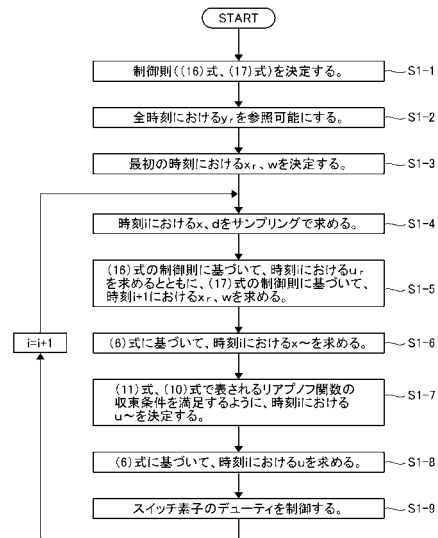 START
制御則((16)式、(17)式)を決定する。
S1-1
全時刻におけるyrを参照可能にする。
S1-2
最初の時刻におけるxr、wを決定する。
S1-3
時刻iにおけるx、dをサンプリングで求める。
S1-4
(16)式の制御則に基づいて、時刻iにおけるur
を求めるとともに、(17)式の制御則に基づいて、
時刻i+1におけるxr、wを求める。
S1-5
i=i+1
(6)式に基づいて、時刻iにおけるx~を求める。
S1-6
(11)式、(10)式で表されるリアプノフ関数の
収束条件を満足するように、時刻iにおける
u~を決定する。
S1-7
(6)式に基づいて、時刻iにおけるuを求める。
S1-8
スイッチ素子のデューティを制御する。
S1-9